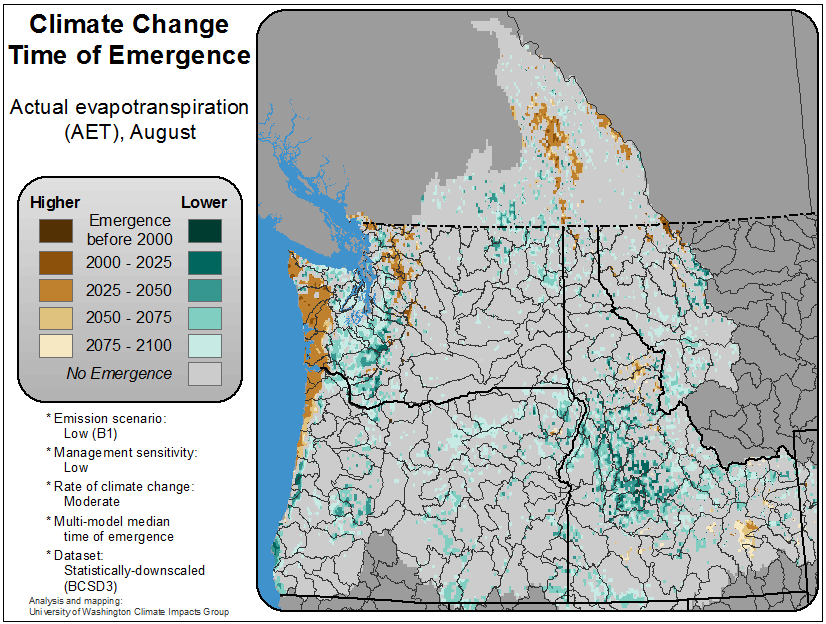 Climate Change
Time of Emergence
Actual evapotranspiration
(AET), August
Higher
Lower
Emergence
before 2000
2000 - 2025
2025 - 2050
2050 - 2075
2075 - 2100
No Emergence
* Emission scenario:
Low (B1)
* Management sensitivity:
Low
* Rate of climate change:
Moderate
* Multi-model median
time of emergence
* Dataset:
Statistically-downscaled
(BCSD3)
Analysis and mapping:
University of Washington Climate Impacts Group